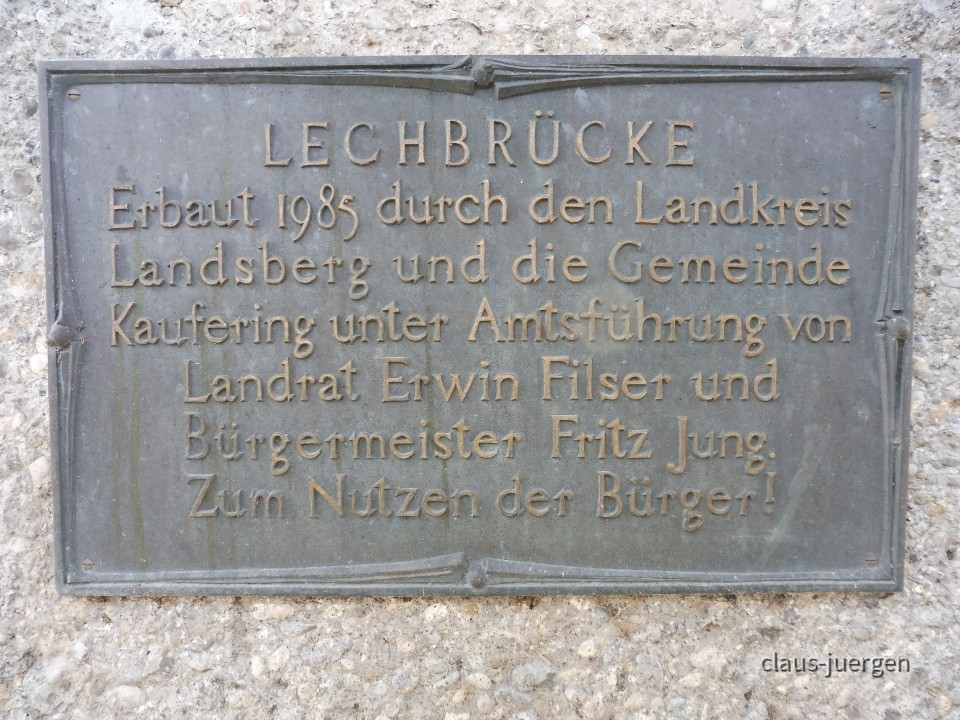 LECHBRÜCKE
Erbaut 1985 durch den Landkreis
Landsberg und die Gemeinde
Kaufering unter Amtsführung von
Landrat Erwin Filser und
Bürgermeister Fritz Jung.
Zum Nutzen der Bürger!
claus-juergen